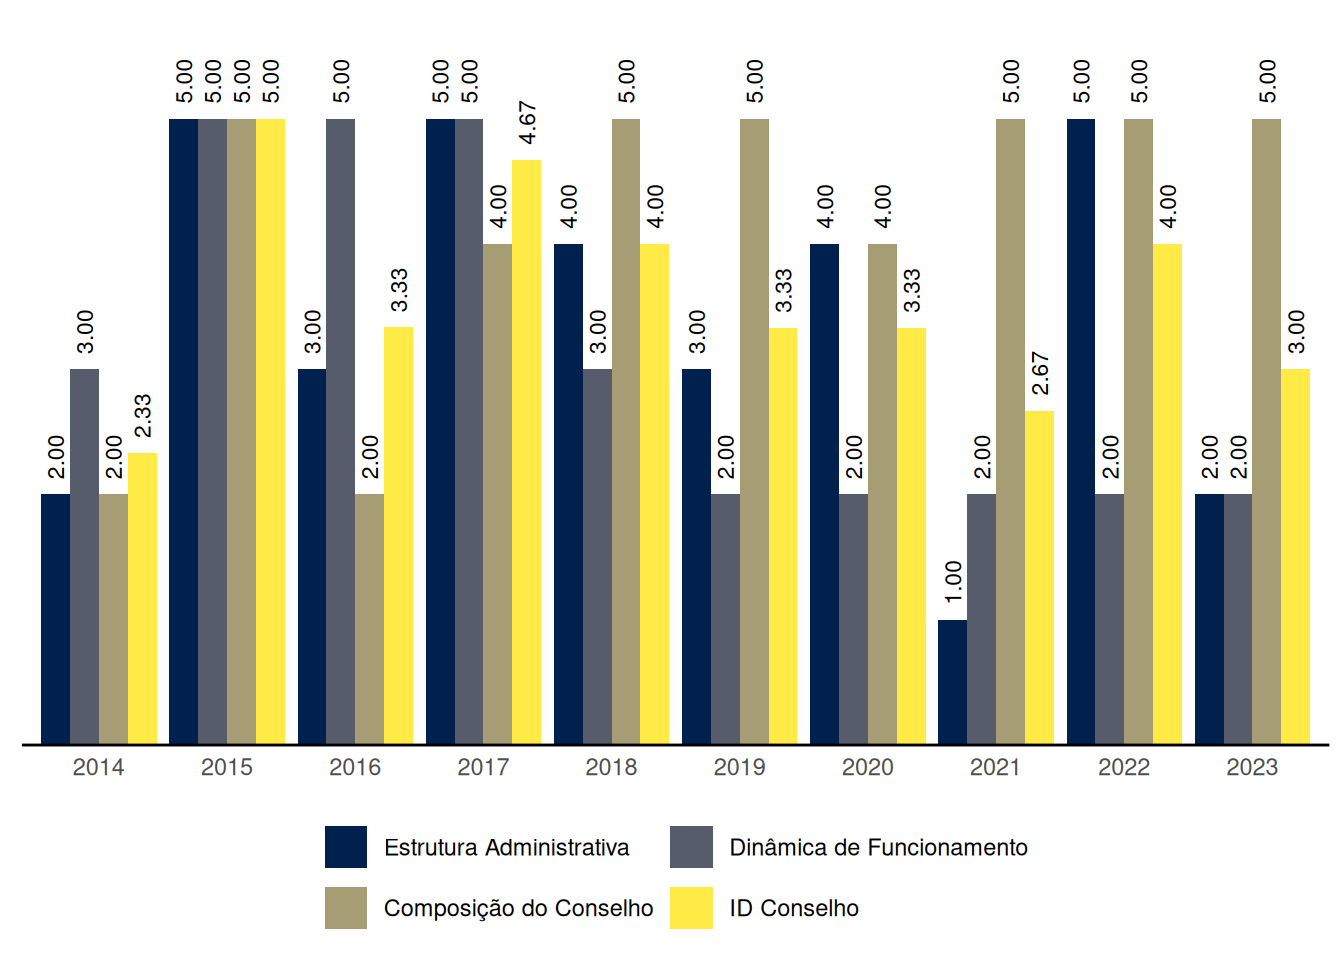 5.00 5.00 5.00 5.00 5.00 5.00 5.00 5.00 5.00 5.00 5.00 5.00 5.00
4.67
4.00 4.00 4.00 4.00 4.00 4.00
3.00 3.00 3.33 3.00 3.00 3.33 3.33 3.00
2.67
2.33
2.00 2.00 2.00 2.00 2.00 2.00 2.00 2.00 2.00
1.00
2014 2015 2016 2017 2018 2019 2020 2021 2022 2023
Estrutura Administrativa Dinâmica de Funcionamento
Composição do Conselho ID Conselho